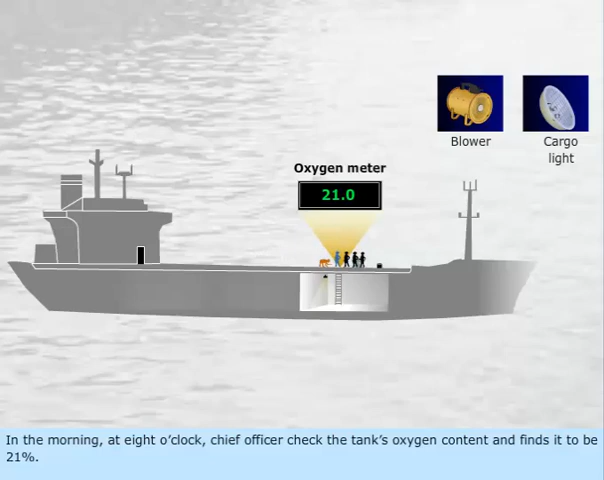 Blower
Cargo
light
Oxygen meter
21.0
In the morning, at eight o’clock, chief officer check the tank’s oxygen content and finds it to be
21%.